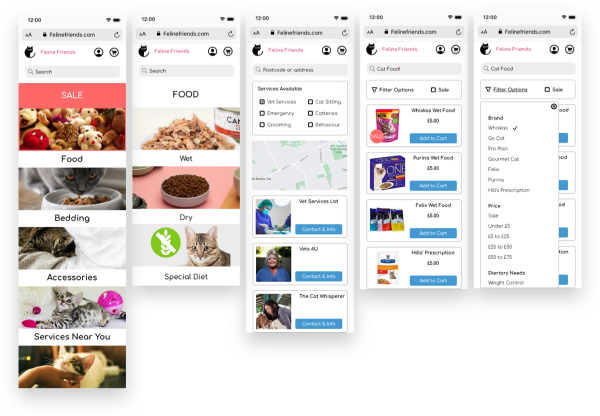 12:00
AA Felinefriends.com
Feline Friends
Search
SALE
Food
Bedding
Accessories
Services Near You
12:00
AA Felinefriends.com
Feline Friends
Search
FOOD
Wet
Dry
Special Diet
12:00
AA Felinefriends.com
Feline Friends
Postcode or address
Services Available
Vet Services Cat Sitting
Emergency Catteries
Grooming Behaviour
Vet Services Ltd
Contact & Info
Vets 4U
Contact & Info
The Cat Whisperer
Contact & Info
12:00
AA Felinefriends.com
Feline Friends
Cat Food
Filter Options Sale
Whiskas Wet Food
£5.00
SALE
Add to Cart
Purina Wet Food
£5.00
ONE
Add to Cart
Felix Wet Food
£5.00
Add to Cart
Hills' Prescription
£5.00
Add to Cart
12:00
AA Felinefriends.com
Feline Friends
Cat Food
Filter Options Sale
Brand
Whiskas
Go Cat
Pro Plan
Gourmet Cat
Felix
Purina
Hill's Prescription
Price
Sale
Under £5
£5 to £25
£25 to £50
£50 to £75
Diertary Needs
Weight Control